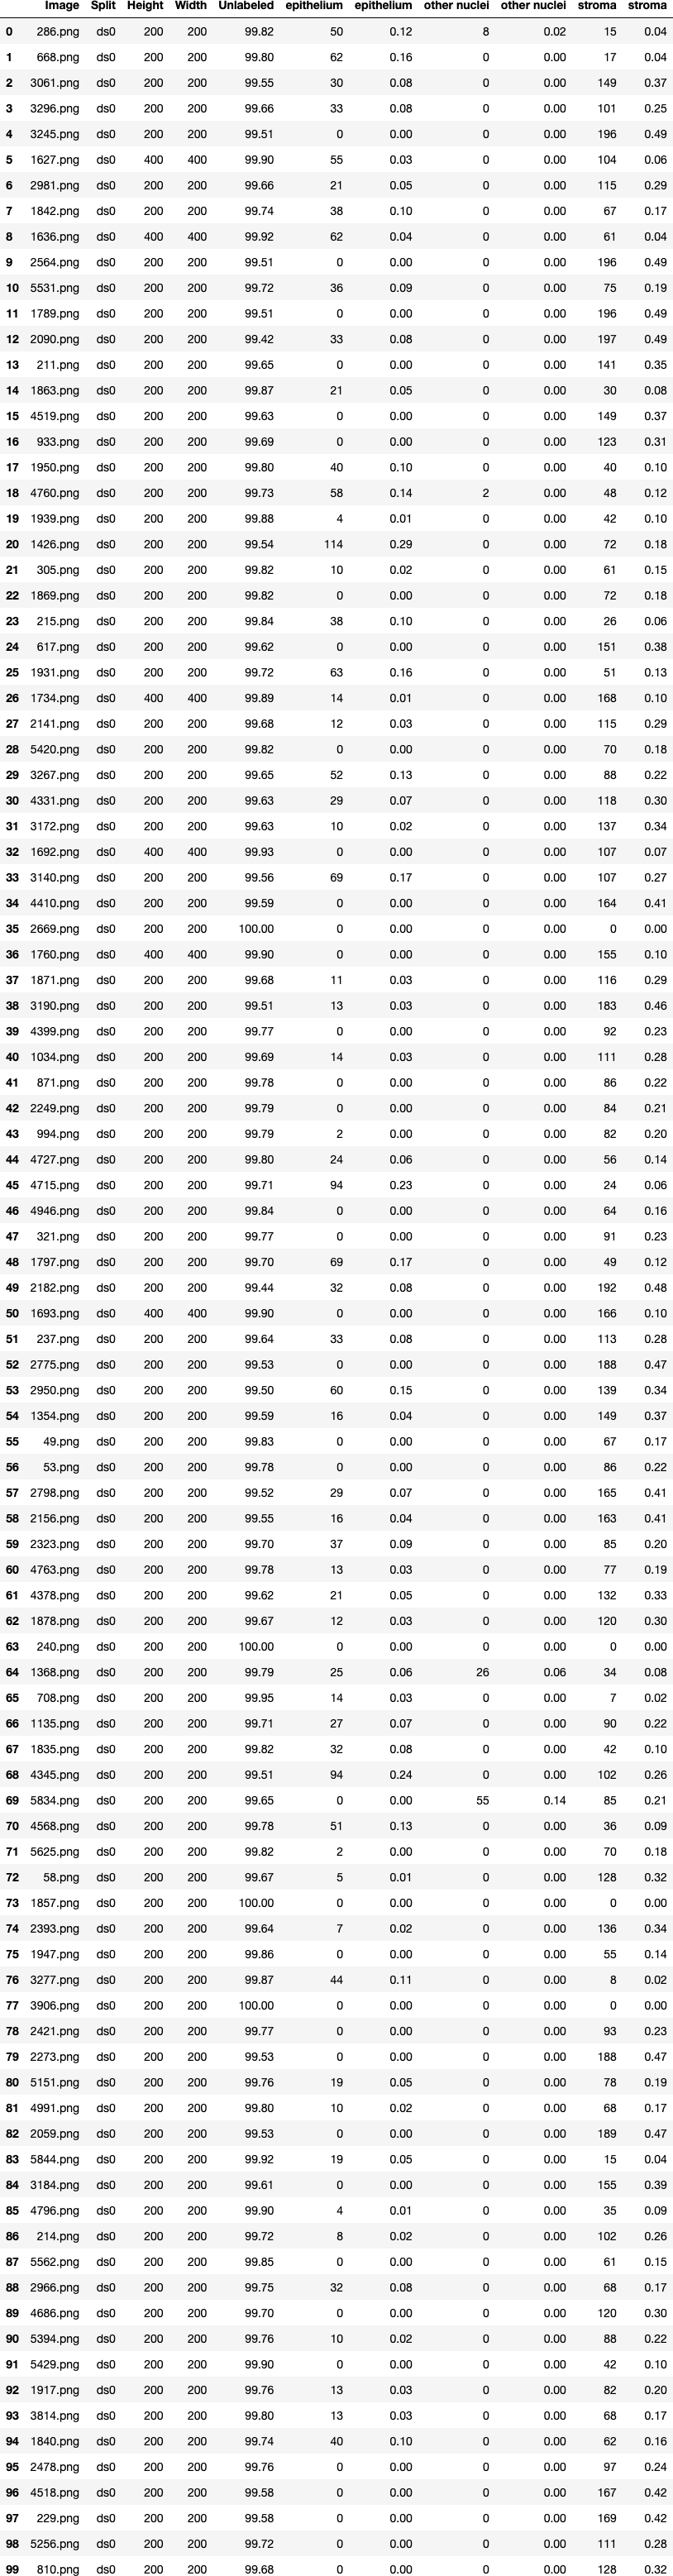 Image Split Height Width Unlabeled epithelium epithelium other nuclei other nuclei stroma stroma
0 286.png ds0 200 200 99.82 50 0.12 8 0.02 15 0.04
1 668.png ds0 200 200 99.80 62 0.16 0 0.00 17 0.04
2 3061.png ds0 200 200 99.55 30 0.08 0 0.00 149 0.37
3 3296.png ds0 200 200 99.66 33 0.08 0 0.00 101 0.25
4 3245.png ds0 200 200 99.51 0 0.00 0 0.00 196 0.49
5 1627.png ds0 400 400 99.90 55 0.03 0 0.00 104 0.06
6 2981.png ds0 200 200 99.66 21 0.05 0 0.00 115 0.29
7 1842.png ds0 200 200 99.74 38 0.10 0 0.00 67 0.17
8 1636.png ds0 400 400 99.92 62 0.04 0 0.00 61 0.04
9 2564.png ds0 200 200 99.51 0 0.00 0 0.00 196 0.49
10 5531.png ds0 200 200 99.72 36 0.09 0 0.00 75 0.19
11 1789.png ds0 200 200 99.51 0 0.00 0 0.00 196 0.49
12 2090.png ds0 200 200 99.42 33 0.08 0 0.00 197 0.49
13 211.png ds0 200 200 99.65 0 0.00 0 0.00 141 0.35
14 1863.png ds0 200 200 99.87 21 0.05 0 0.00 30 0.08
15 4519.png ds0 200 200 99.63 0 0.00 0 0.00 149 0.37
16 933.png ds0 200 200 99.69 0 0.00 0 0.00 123 0.31
17 1950.png ds0 200 200 99.80 40 0.10 0 0.00 40 0.10
18 4760.png ds0 200 200 99.73 58 0.14 2 0.00 48 0.12
19 1939.png ds0 200 200 99.88 4 0.01 0 0.00 42 0.10
20 1426.png ds0 200 200 99.54 114 0.29 0 0.00 72 0.18
21 305.png ds0 200 200 99.82 10 0.02 0 0.00 61 0.15
22 1869.png ds0 200 200 99.82 0 0.00 0 0.00 72 0.18
23 215.png ds0 200 200 99.84 38 0.10 0 0.00 26 0.06
24 617.png ds0 200 200 99.62 0 0.00 0 0.00 151 0.38
25 1931.png ds0 200 200 99.72 63 0.16 0 0.00 51 0.13
26 1734.png ds0 400 400 99.89 14 0.01 0 0.00 168 0.10
27 2141.png ds0 200 200 99.68 12 0.03 0 0.00 115 0.29
28 5420.png ds0 200 200 99.82 0 0.00 0 0.00 70 0.18
29 3267.png ds0 200 200 99.65 52 0.13 0 0.00 88 0.22
30 4331.png ds0 200 200 99.63 29 0.07 0 0.00 118 0.30
31 3172.png ds0 200 200 99.63 10 0.02 0 0.00 137 0.34
32 1692.png ds0 400 400 99.93 0 0.00 0 0.00 107 0.07
33 3140.png ds0 200 200 99.56 69 0.17 0 0.00 107 0.27
34 4410.png ds0 200 200 99.59 0 0.00 0 0.00 164 0.41
35 2669.png ds0 200 200 100.00 0 0.00 0 0.00 0 0.00
36 1760.png ds0 400 400 99.90 0 0.00 0 0.00 155 0.10
37 1871.png ds0 200 200 99.68 11 0.03 0 0.00 116 0.29
38 3190.png ds0 200 200 99.51 13 0.03 0 0.00 183 0.46
39 4399.png ds0 200 200 99.77 0 0.00 0 0.00 92 0.23
40 1034.png ds0 200 200 99.69 14 0.03 0 0.00 111 0.28
41 871.png ds0 200 200 99.78 0 0.00 0 0.00 86 0.22
42 2249.png ds0 200 200 99.79 0 0.00 0 0.00 84 0.21
43 994.png ds0 200 200 99.79 2 0.00 0 0.00 82 0.20
44 4727.png ds0 200 200 99.80 24 0.06 0 0.00 56 0.14
45 4715.png ds0 200 200 99.71 94 0.23 0 0.00 24 0.06
46 4946.png ds0 200 200 99.84 0 0.00 0 0.00 64 0.16
47 321.png ds0 200 200 99.77 0 0.00 0 0.00 91 0.23
48 1797.png ds0 200 200 99.70 69 0.17 0 0.00 49 0.12
49 2182.png ds0 200 200 99.44 32 0.08 0 0.00 192 0.48
50 1693.png ds0 400 400 99.90 0 0.00 0 0.00 166 0.10
51 237.png ds0 200 200 99.64 33 0.08 0 0.00 113 0.28
52 2775.png ds0 200 200 99.53 0 0.00 0 0.00 188 0.47
53 2950.png ds0 200 200 99.50 60 0.15 0 0.00 139 0.34
54 1354.png ds0 200 200 99.59 16 0.04 0 0.00 149 0.37
55 49.png ds0 200 200 99.83 0 0.00 0 0.00 67 0.17
56 53.png ds0 200 200 99.78 0 0.00 0 0.00 86 0.22
57 2798.png ds0 200 200 99.52 29 0.07 0 0.00 165 0.41
58 2156.png ds0 200 200 99.55 16 0.04 0 0.00 163 0.41
59 2323.png ds0 200 200 99.70 37 0.09 0 0.00 85 0.20
60 4763.png ds0 200 200 99.78 13 0.03 0 0.00 77 0.19
61 4378.png ds0 200 200 99.62 21 0.05 0 0.00 132 0.33
62 1878.png ds0 200 200 99.67 12 0.03 0 0.00 120 0.30
63 240.png ds0 200 200 100.00 0 0.00 0 0.00 0 0.00
64 1368.png ds0 200 200 99.79 25 0.06 26 0.06 34 0.08
65 708.png ds0 200 200 99.95 14 0.03 0 0.00 7 0.02
66 1135.png ds0 200 200 99.71 27 0.07 0 0.00 90 0.22
67 1835.png ds0 200 200 99.82 32 0.08 0 0.00 42 0.10
68 4345.png ds0 200 200 99.51 94 0.24 0 0.00 102 0.26
69 5834.png ds0 200 200 99.65 0 0.00 55 0.14 85 0.21
70 4568.png ds0 200 200 99.78 51 0.13 0 0.00 36 0.09
71 5625.png ds0 200 200 99.82 2 0.00 0 0.00 70 0.18
72 58.png ds0 200 200 99.67 5 0.01 0 0.00 128 0.32
73 1857.png ds0 200 200 100.00 0 0.00 0 0.00 0 0.00
74 2393.png ds0 200 200 99.64 7 0.02 0 0.00 136 0.34
75 1947.png ds0 200 200 99.86 0 0.00 0 0.00 55 0.14
76 3277.png ds0 200 200 99.87 44 0.11 0 0.00 8 0.02
77 3906.png ds0 200 200 100.00 0 0.00 0 0.00 0 0.00
78 2421.png ds0 200 200 99.77 0 0.00 0 0.00 93 0.23
79 2273.png ds0 200 200 99.53 0 0.00 0 0.00 188 0.47
80 5151.png ds0 200 200 99.76 19 0.05 0 0.00 78 0.19
81 4991.png ds0 200 200 99.80 10 0.02 0 0.00 68 0.17
82 2059.png ds0 200 200 99.53 0 0.00 0 0.00 189 0.47
83 5844.png ds0 200 200 99.92 19 0.05 0 0.00 15 0.04
84 3184.png ds0 200 200 99.61 0 0.00 0 0.00 155 0.39
85 4796.png ds0 200 200 99.90 4 0.01 0 0.00 35 0.09
86 214.png ds0 200 200 99.72 8 0.02 0 0.00 102 0.26
87 5562.png ds0 200 200 99.85 0 0.00 0 0.00 61 0.15
88 2966.png ds0 200 200 99.75 32 0.08 0 0.00 68 0.17
89 4686.png ds0 200 200 99.70 0 0.00 0 0.00 120 0.30
90 5394.png ds0 200 200 99.76 10 0.02 0 0.00 88 0.22
91 5429.png ds0 200 200 99.90 0 0.00 0 0.00 42 0.10
92 1917.png ds0 200 200 99.76 13 0.03 0 0.00 82 0.20
93 3814.png ds0 200 200 99.80 13 0.03 0 0.00 68 0.17
94 1840.png ds0 200 200 99.74 40 0.10 0 0.00 62 0.16
95 2478.png ds0 200 200 99.76 0 0.00 0 0.00 97 0.24
96 4518.png ds0 200 200 99.58 0 0.00 0 0.00 167 0.42
97 229.png ds0 200 200 99.58 0 0.00 0 0.00 169 0.42
98 5256.png ds0 200 200 99.72 0 0.00 0 0.00 111 0.28
99 810.png ds0 200 200 99.68 0 0.00 0 0.00 128 0.32